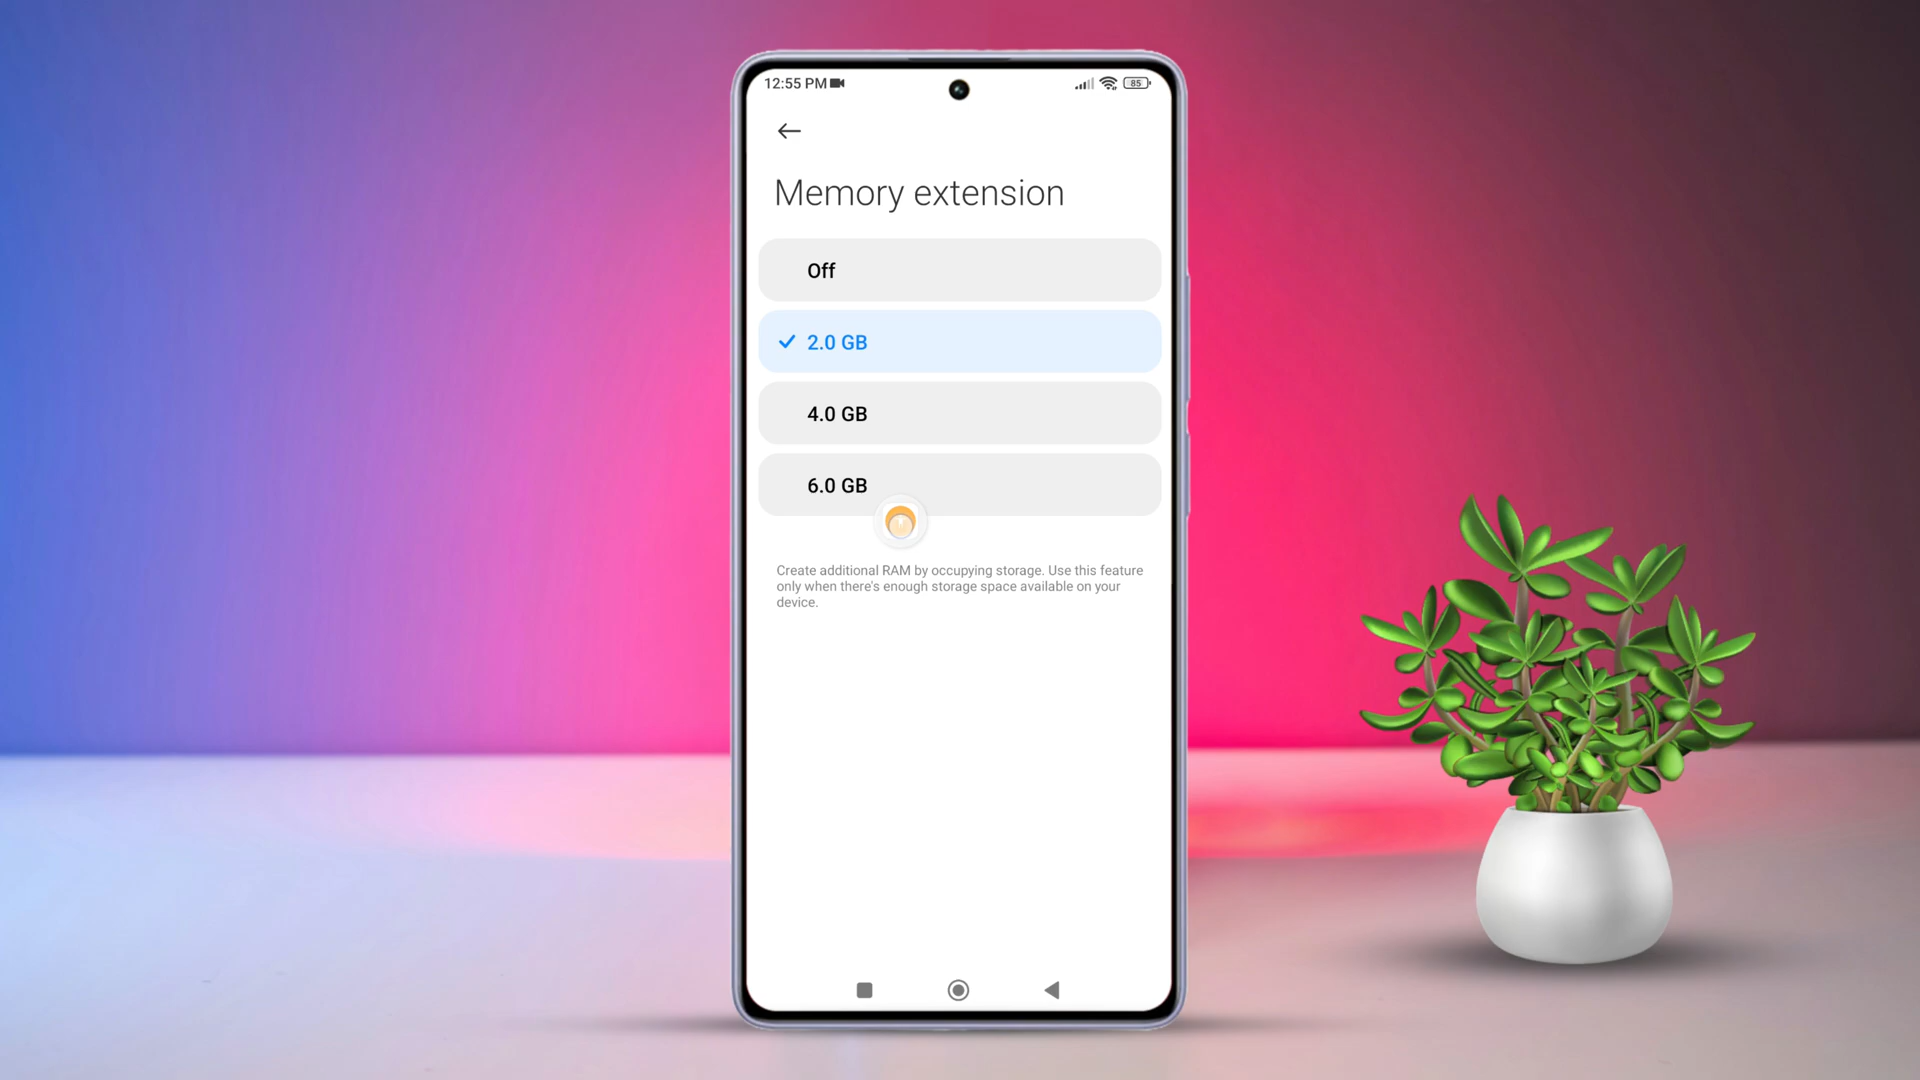 12:55 PM
85
Memory extension
Off
2.0 GB
4.0 GB
6.0 GB
Create additional RAM by occupying storage. Use this feature
only when there's enough storage space available on your
device.